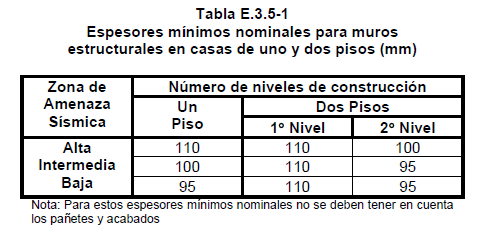 Tabla E.3.5-1
Espesores mínimos nominales para muros
estructurales en casas de uno y dos pisos (mm)
Zona de Amenaza Sísmica | Número de niveles de construcción
Un Piso | Dos Pisos
1º Nivel | 2º Nivel
Alta | 110 | 110 | 100
Intermedia | 100 | 110 | 95
Baja | 95 | 110 | 95
Nota: Para estos espesores mínimos nominales no se deben tener en cuenta
los pañetes y acabados